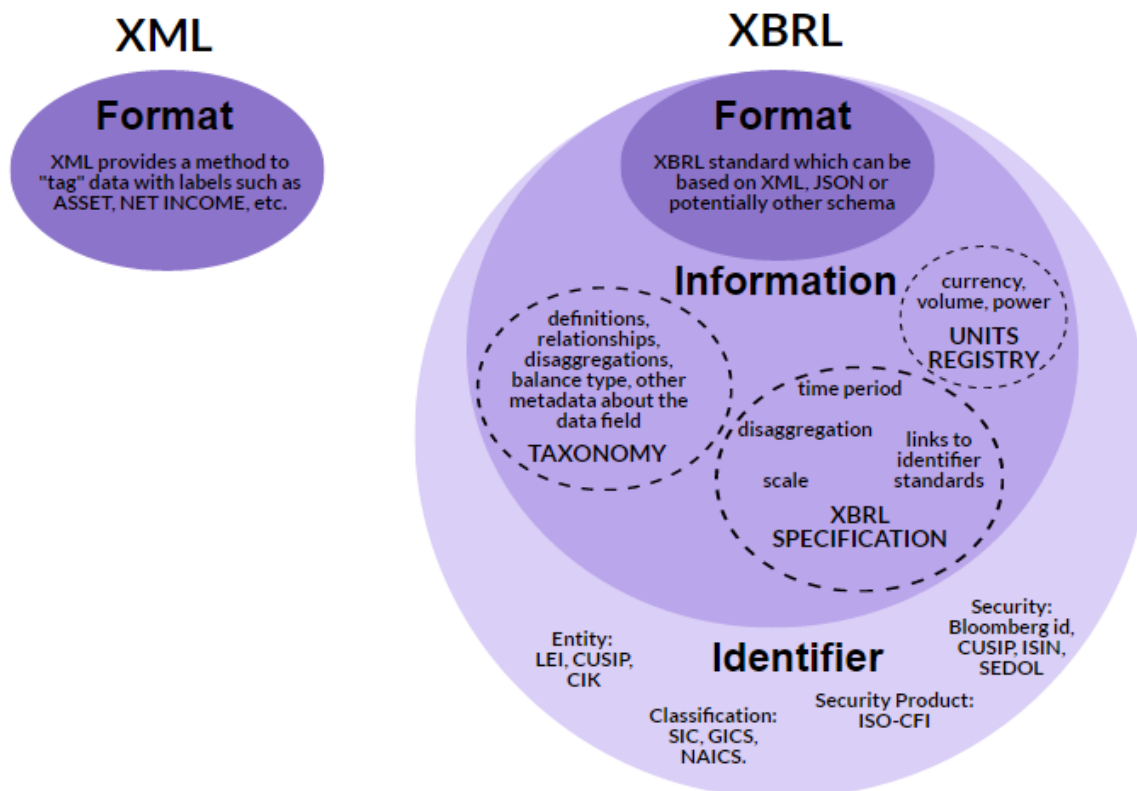 XML
Format
XML provides a method to
"tag" data with labels such as
ASSET, NET INCOME, etc.
XBRL
Format
XBRL standard which can be
based on XML, JSON or
potentially other schema
Information
currency,
volume, power
UNITS
REGISTRY
definitions,
relationships,
disaggregations,
balance type, other
metadata about the
data field
TAXONOMY
time period
disaggregation
links to
identifier
standards
scale
XBRL
SPECIFICATION
Identifier
Entity:
LEI, CUSIP,
CIK
Classification:
SIC, GICS,
NAICS.
Security Product:
ISO-CFI
Security:
Bloomberg id,
CUSIP, ISIN,
SEDOL